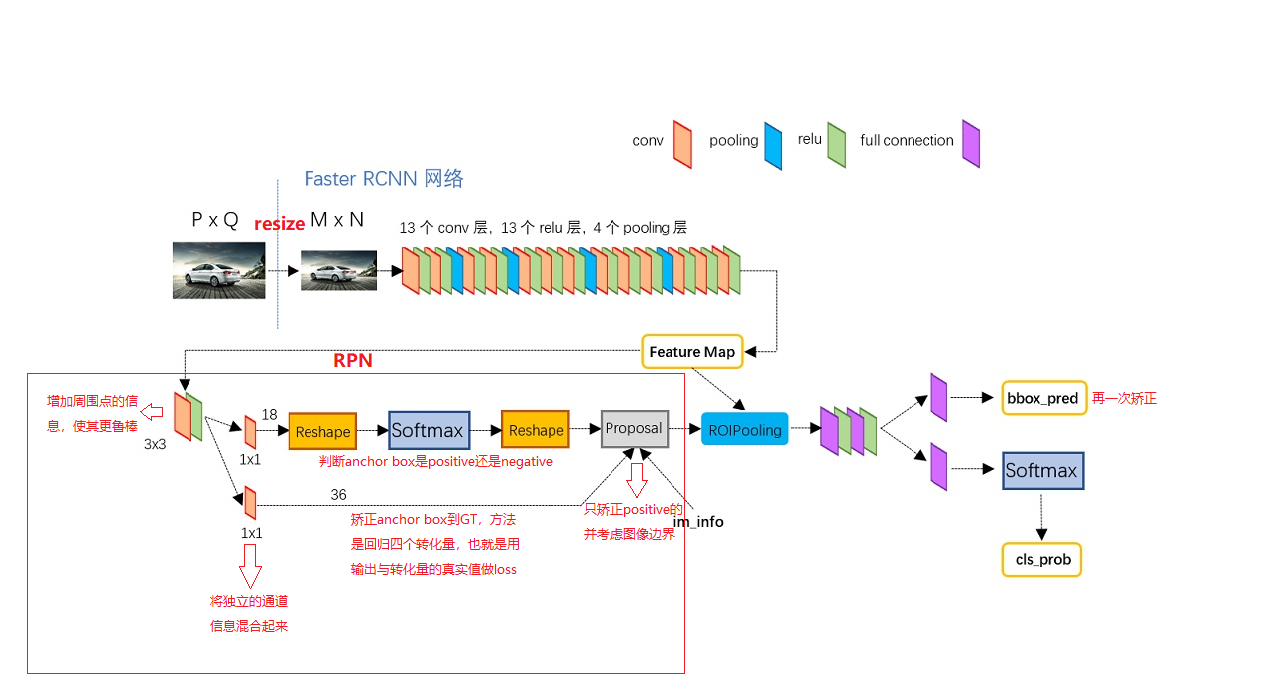 conv
pooling
relu
full connection
Faster RCNN 网络
P x Q
resize
M x N
13 个 conv 层，13 个 relu 层，4 个 pooling 层
Feature Map
RPN
增加周围点的信
息，使其更鲁棒
3x3
18
1x1
Reshape
Softmax
Reshape
Proposal
ROIPooling
判断anchor box是positive还是negative
36
1x1
矫正anchor box到GT，方法
是回归四个转化量，也就是用
输出与转化量的真实值做loss
只矫正positive的
并考虑图像边界
im_info
将独立的通道
信息混合起来
bbox_pred
再一次矫正
Softmax
cls_prob